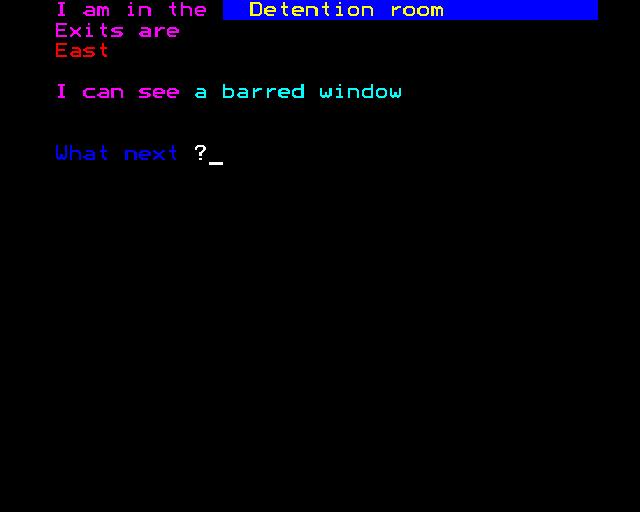 I am in the Detention room
Exits are
East
I can see a barred window
What next ?_